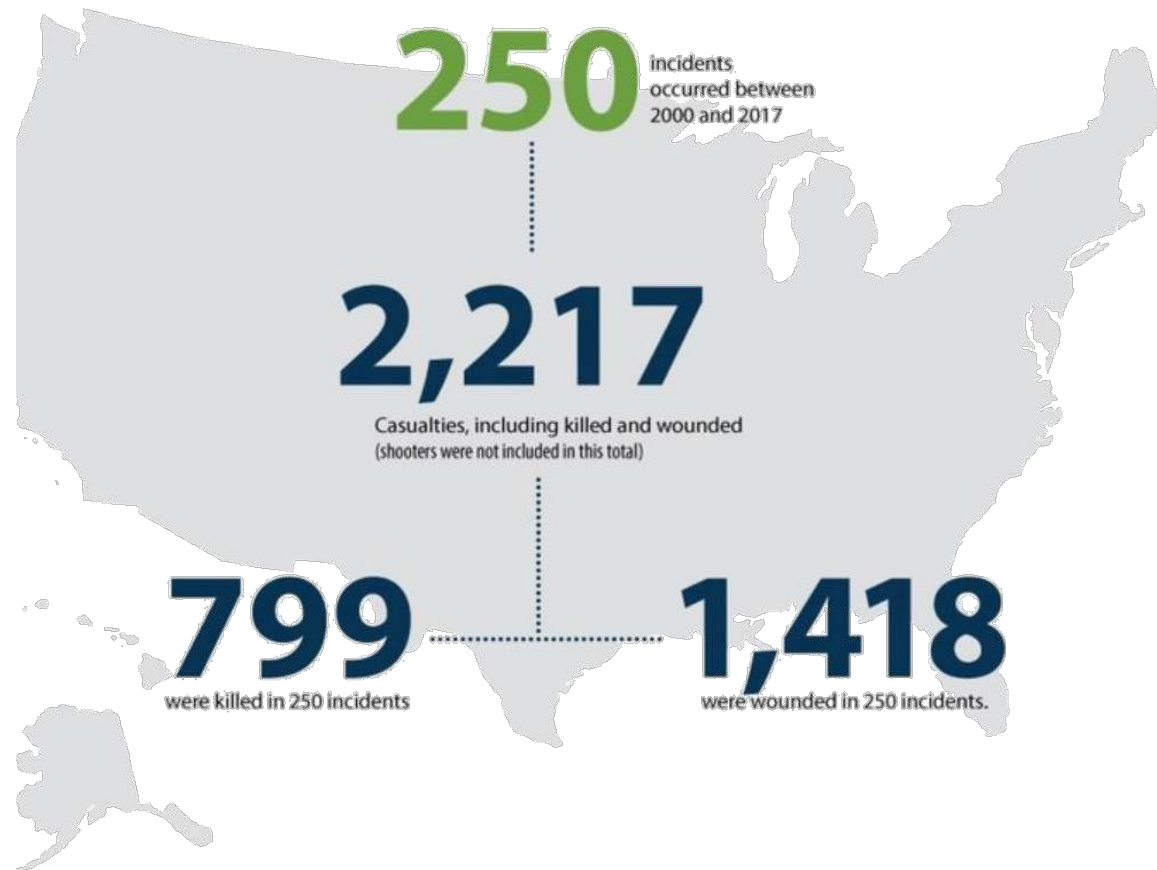 250
incidents
occurred between
2000 and 2017
2,217
Casualties, including killed and wounded
(shooters were not included in this total)
799
were killed in 250 incidents
1,418
were wounded in 250 incidents.